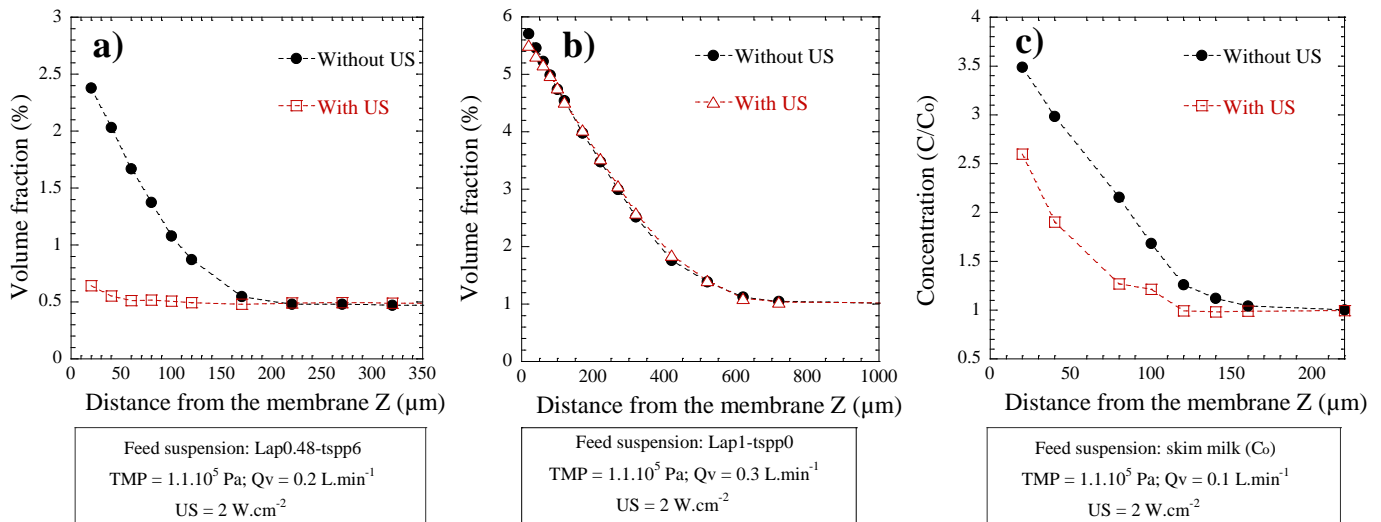 a)
Without US
With US
Volume fraction (%)
3
2.5
2
1.5
1
0.5
0
0 50 100 150 200 250 300 350
Distance from the membrane Z (µm)
Feed suspension: Lap0.48-tspp6
TMP = 1.1.10⁵ Pa; Qv = 0.2 L.min⁻¹
US = 2 W.cm⁻²
b)
Without US
With US
Volume fraction (%)
6
5
4
3
2
1
0
0 200 400 600 800 1000
Distance from the membrane Z (µm)
Feed suspension: Lap1-tspp0
TMP = 1.1.10⁵ Pa; Qv = 0.3 L.min⁻¹
US = 2 W.cm⁻²
c)
Without US
With US
Concentration (C/Co)
4
3.5
3
2.5
2
1.5
1
0.5
0 50 100 150 200
Distance from the membrane Z (µm)
Feed suspension: skim milk (Co)
TMP = 1.1.10⁵ Pa; Qv = 0.1 L.min⁻¹
US = 2 W.cm⁻²